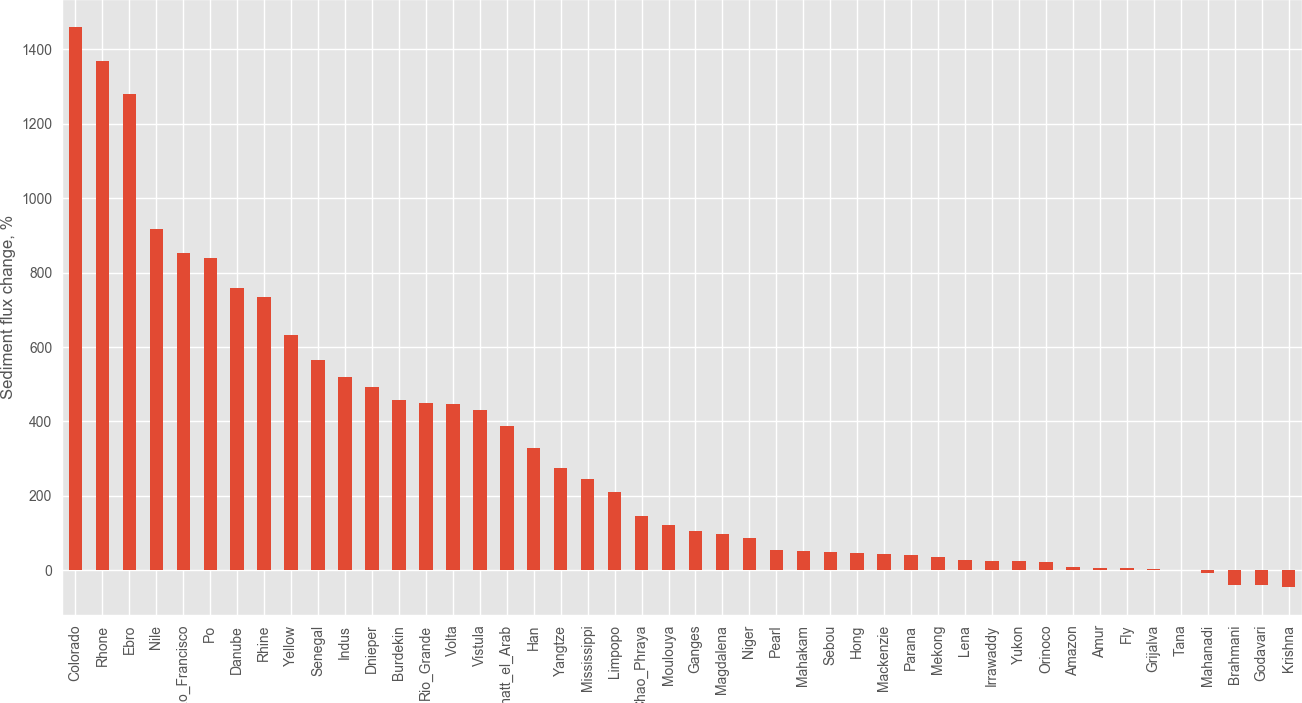 Sediment flux change, %
1400
1200
1000
800
600
400
200
0
Colorado
Rhone
Ebro
Nile
o_Francisco
Po
Danube
Rhine
Yellow
Senegal
Indus
Dnieper
Burdekin
Rio_Grande
Volta
Vistula
hatt_el_Arab
Han
Yangtze
Mississippi
Limpopo
Chao_Phraya
Moulouya
Ganges
Magdalena
Niger
Pearl
Mahakam
Sebou
Hong
Mackenzie
Parana
Mekong
Lena
Irrawaddy
Yukon
Orinoco
Amazon
Amur
Fly
Grijalva
Tana
Mahanadi
Brahmani
Godavari
Krishna